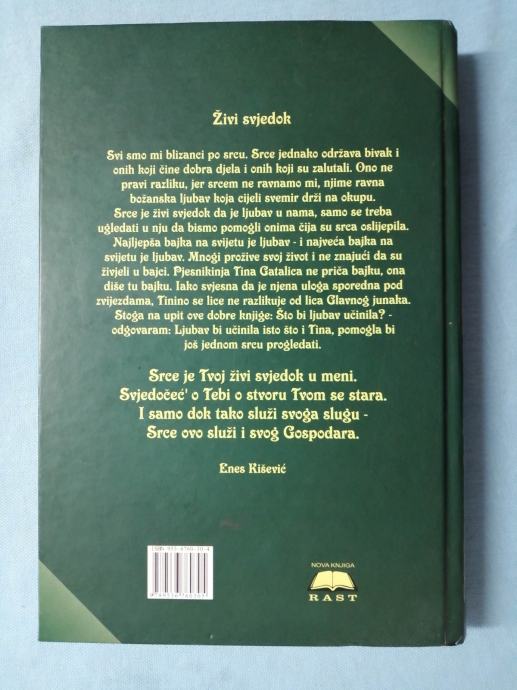 Živi svjedok
Svi smo mi blizanci po srcu. Srce jednako održava bivak i
onih koji čine dobra djela i onih koji su zalutali. Ono ne
pravi razliku, jer srcem ne ravnamo mi, njime ravna
božanska ljubav koja cijeli svemir drži na okupu.
Srce je živi svjedok da je ljubav u nama, samo se treba
ugledati u nju da bismo pomogli onima čija su srca oslijepila.
Najljepša bajka na svijetu je ljubav - i najveća bajka na
svijetu je ljubav. Mnogi prožive svoj život i ne znajući da su
živjeli u bajci. Pjesnikinja Tina Catalica ne priča bajku, ona
diše tu bajku. Iako svjesna da je njena uloga sporedna pod
zvijezdama, Tinino se lice ne razlikuje od lica Glavnog junaka.
Stoga na upit ove dobre knjige: Što bi ljubav učinila? -
odgovaram: Ljubav bi učinila isto što i Tina, pomogla bi
još jednom srcu progledati.
Srce je Tvoj živi svjedok u meni.
Svjedočeć' o Tebi o stvoru Tvom se stara.
I samo dok tako služi svoga slugu -
Srce ovo služi i svog Gospodara.
Enes Kišević
NOVA KNJIGA
RAST